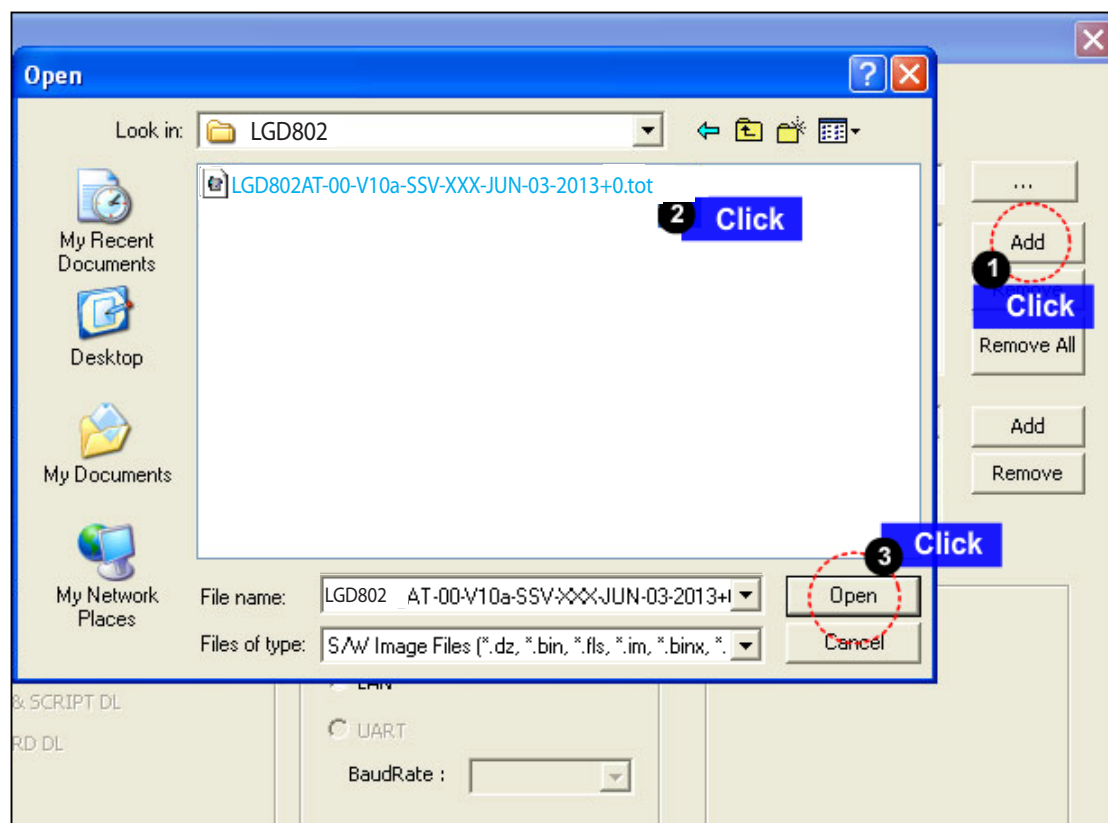 Open
Look in: LGD802
LGD802AT-00-V10a-SSV-XXX-JUN-03-2013+0.tot
2 Click
My Recent
Documents
Desktop
My Documents
My Network
Places
File name: LGD802 _AT-00-V10a-SSV-XXX-JUN-03-2013+
Files of type: S/W Image Files (*.dz, *.bin, *.fls, *.im, *.binx, *.
3 Click
Open
Cancel
...
Add
1
Remove
Click
Remove All
Add
Remove
& SCRIPT DL
RD DL
LAN
UART
BaudRate :